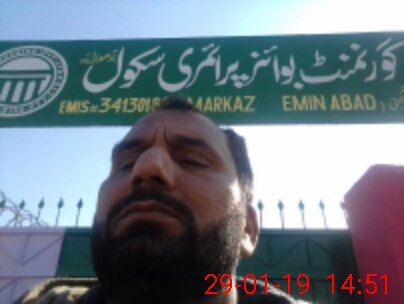 گورنمنٹ بوائز پرائمری سکول
EMIS MARKAZ EMIN ABAD
29-01-19 14:51